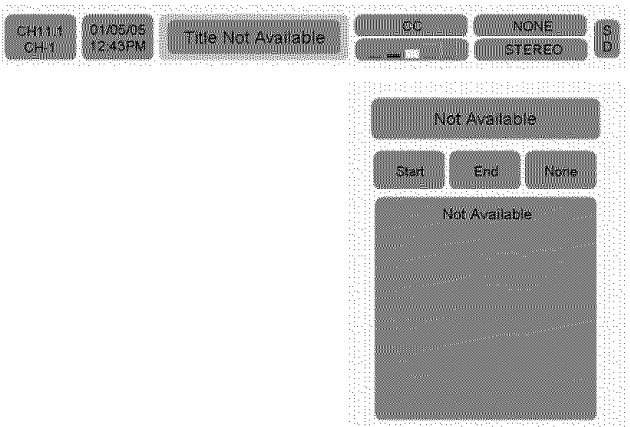 CH11.1
CH-1
01/05/05
12:43PM
Title Not Available
CC
NONE
STEREO
S
D
Not Available
Start
End
None
Not Available